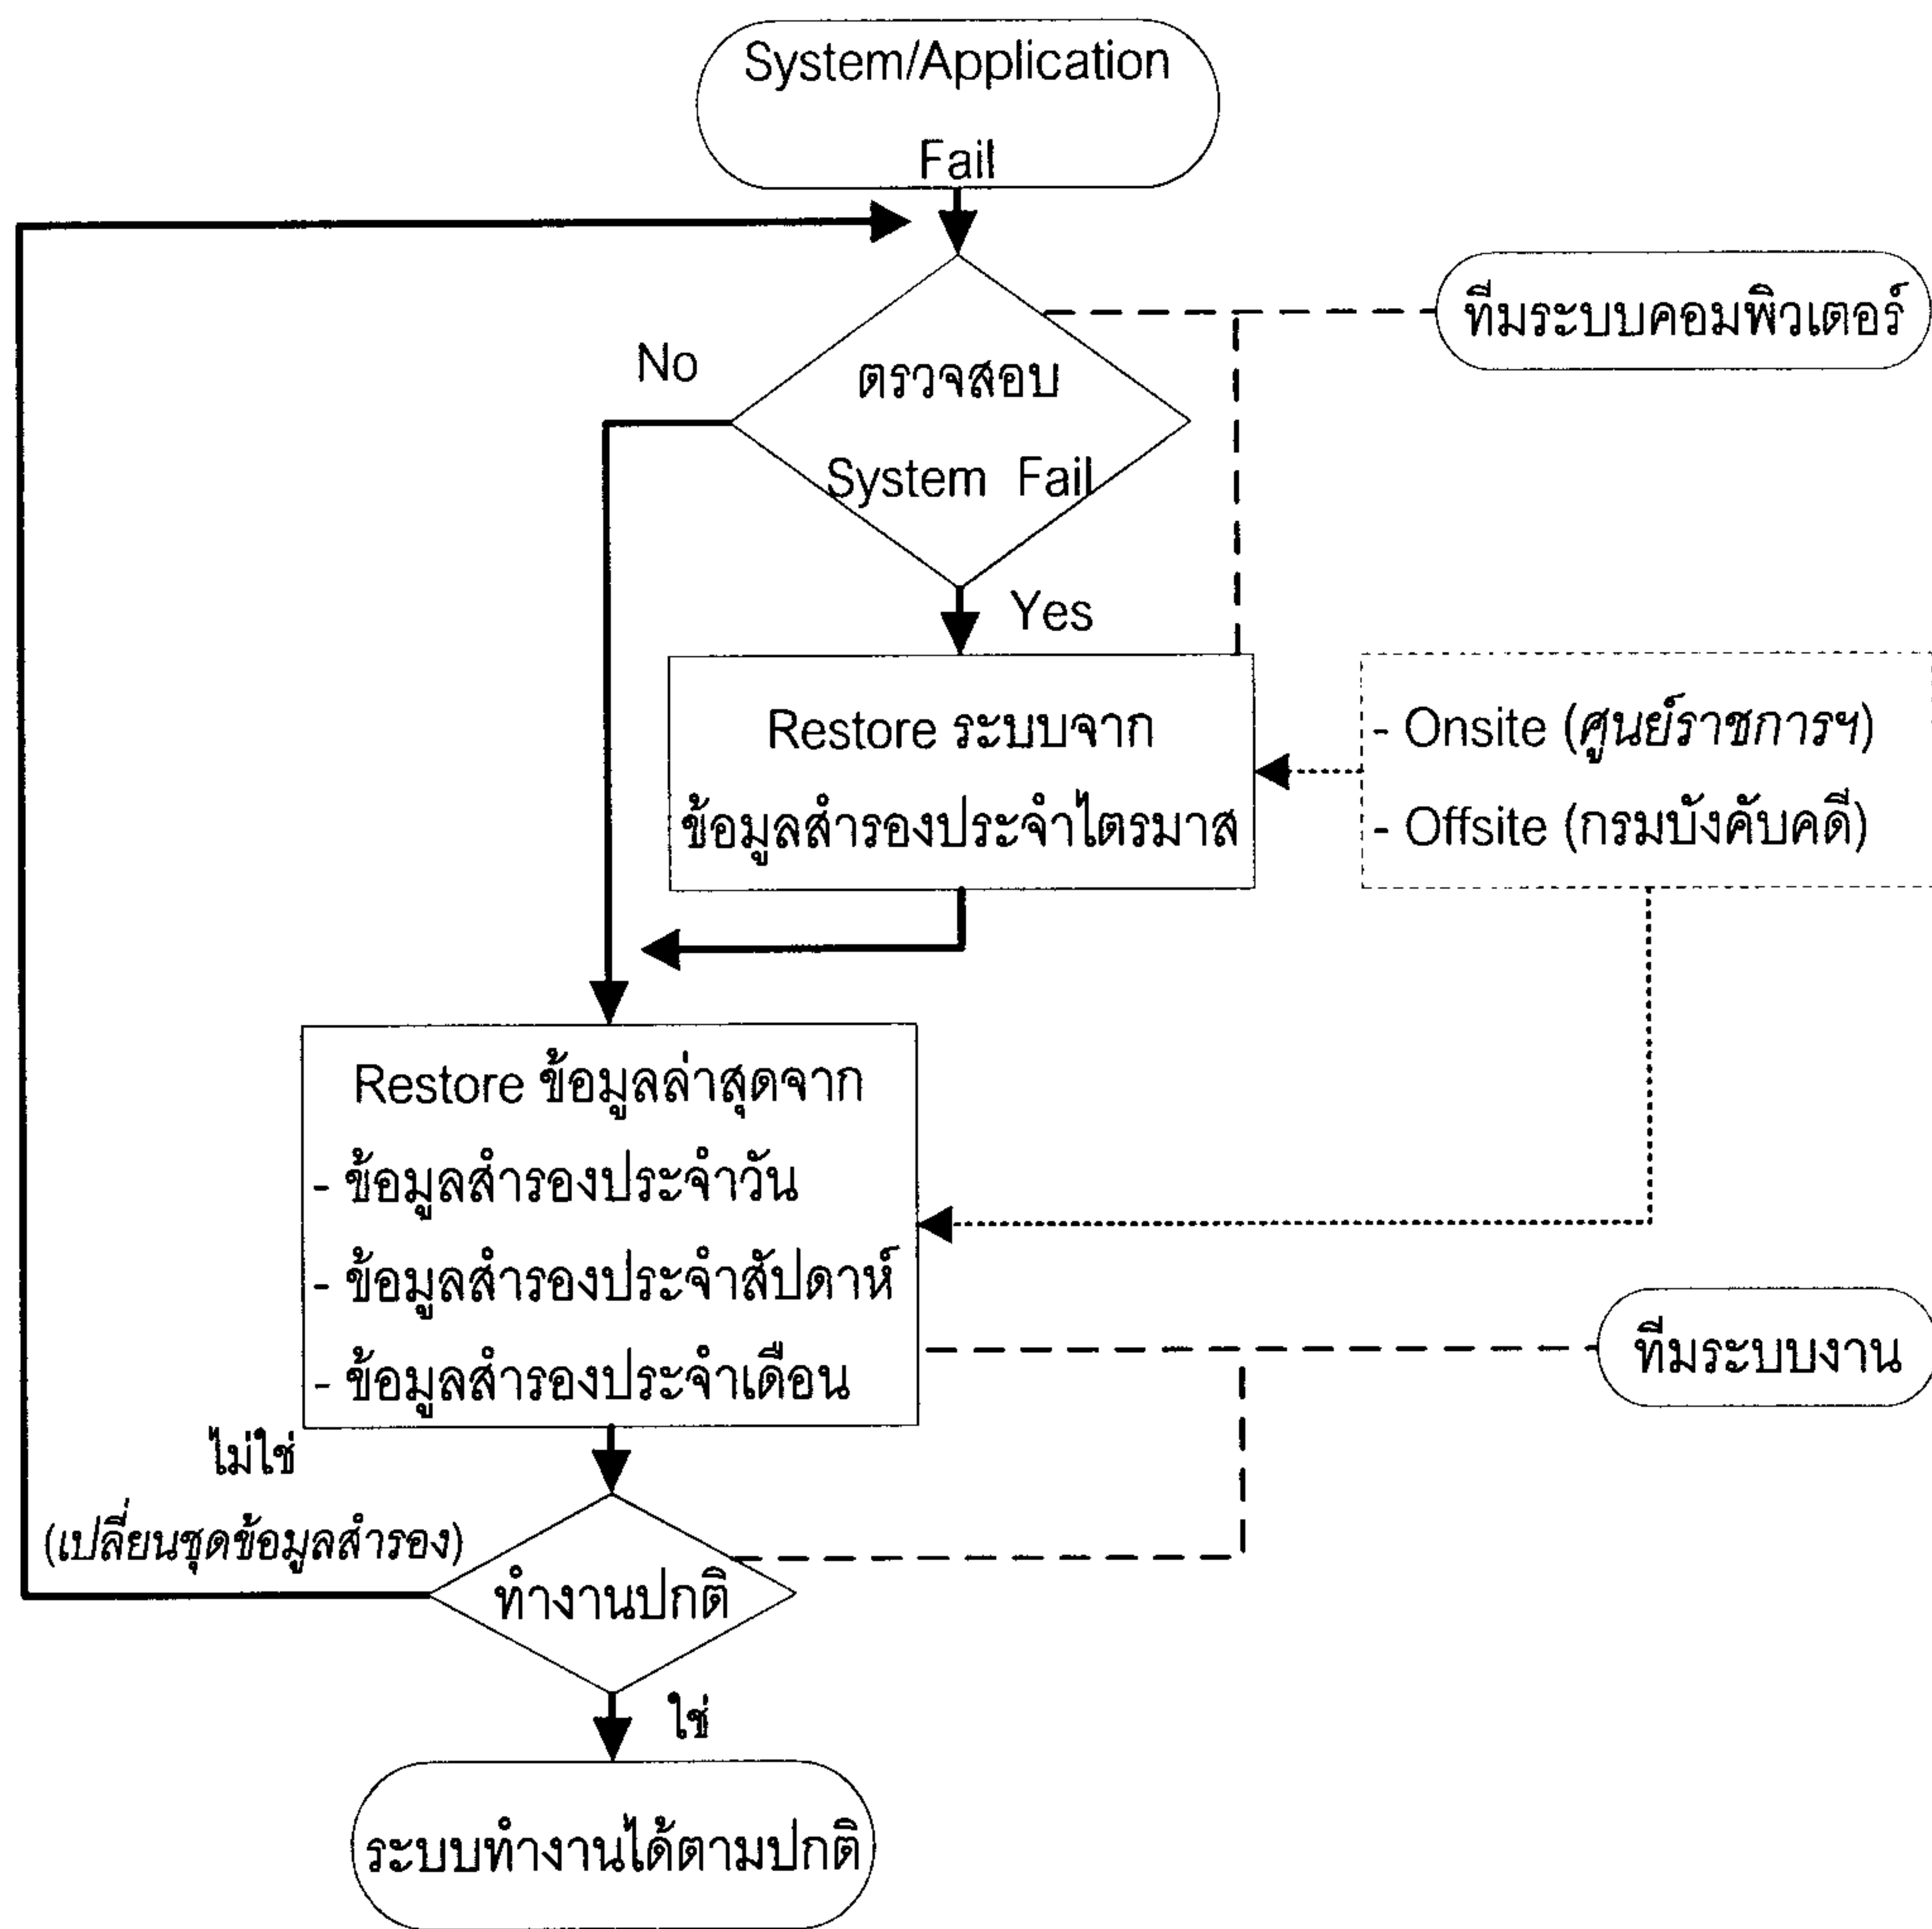 System/Application
Fail
ทีมระบบคอมพิวเตอร์
No
ตรวจสอบ
System Fail
Yes
Restore ระบบจาก
ข้อมูลสำรองประจำไตรมาส
- Onsite (ศูนย์ราชการฯ)
- Offsite (กรมบังคับคดี)
Restore ข้อมูลล่าสุดจาก
- ข้อมูลสำรองประจำวัน
- ข้อมูลสำรองประจำสัปดาห์
- ข้อมูลสำรองประจำเดือน
ทีมระบบงาน
ไม่ใช่
(เปลี่ยนชุดข้อมูลสำรอง)
ทำงานปกติ
ใช่
ระบบทำงานได้ตามปกติ